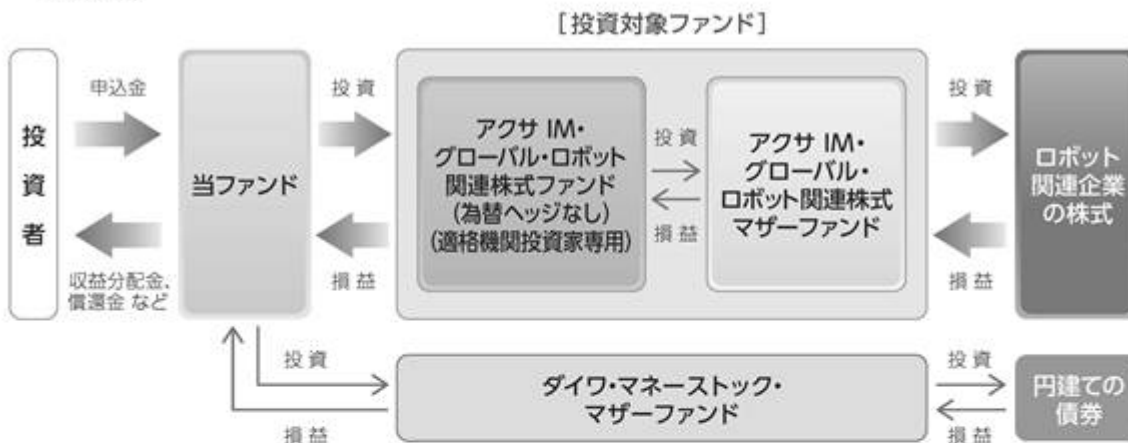 [投資対象ファンド]
投資者
申込金
収益分配金、
償還金 など
当ファンド
投資
損益
アクサ IM・
グローバル・ロボット
関連株式ファンド
(為替ヘッジなし)
(適格機関投資家専用)
投資
損益
アクサ IM・
グローバル・
ロボット関連株式
マザーファンド
投資
損益
ロボット
関連企業
の株式
投資
損益
ダイワ・マネーストック・
マザーファンド
投資
損益
円建ての
債券